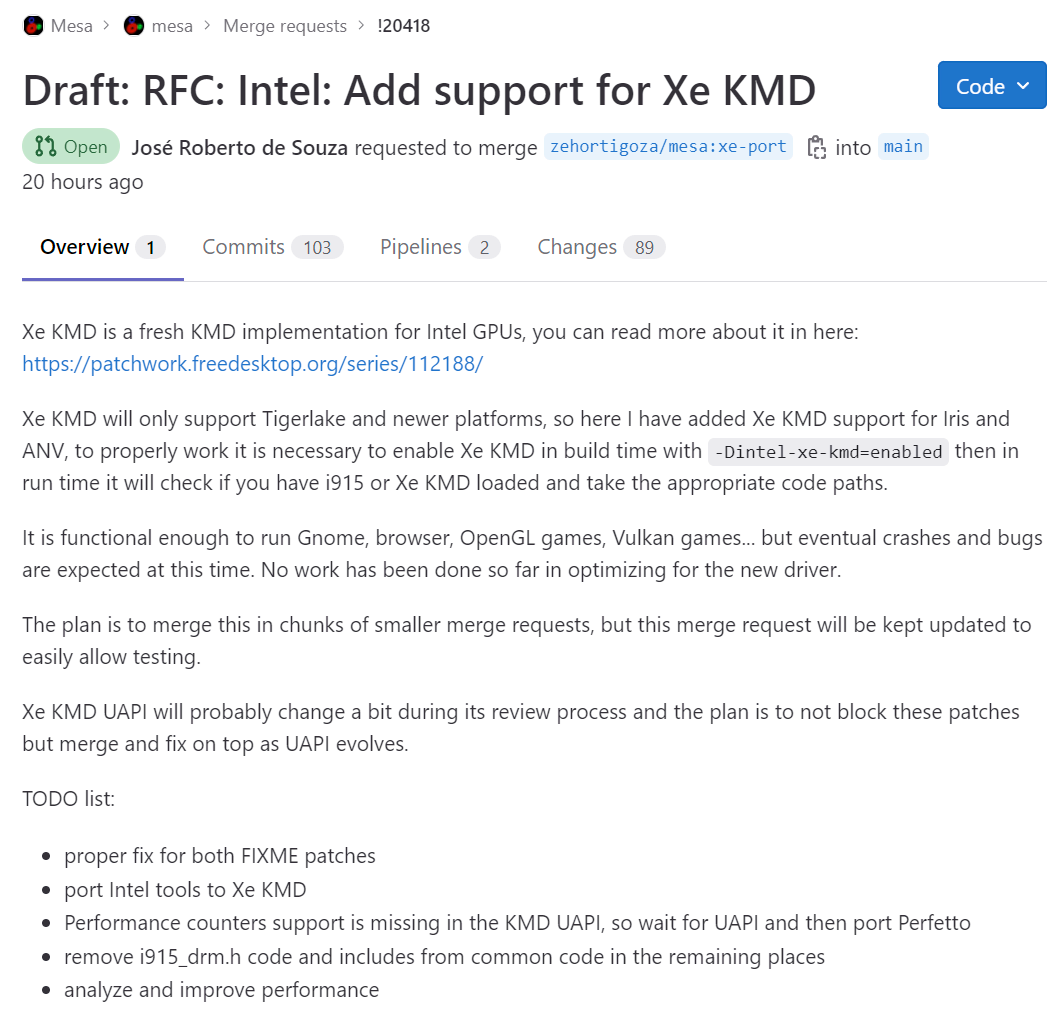 Mesa > mesa > Merge requests > !20418
Draft: RFC: Intel: Add support for Xe KMD
Code
Open José Roberto de Souza requested to merge zehortigoza/mesa:xe-port into main
20 hours ago
Overview 1 Commits 103 Pipelines 2 Changes 89
Xe KMD is a fresh KMD implementation for Intel GPUs, you can read more about it in here:
https://patchwork.freedesktop.org/series/112188/
Xe KMD will only support Tigerlake and newer platforms, so here I have added Xe KMD support for Iris and
ANV, to properly work it is necessary to enable Xe KMD in build time with -Dintel-xe-kmd=enabled then in
run time it will check if you have i915 or Xe KMD loaded and take the appropriate code paths.
It is functional enough to run Gnome, browser, OpenGL games, Vulkan games... but eventual crashes and bugs
are expected at this time. No work has been done so far in optimizing for the new driver.
The plan is to merge this in chunks of smaller merge requests, but this merge request will be kept updated to
easily allow testing.
Xe KMD UAPI will probably change a bit during its review process and the plan is to not block these patches
but merge and fix on top as UAPI evolves.
TODO list:
• proper fix for both FIXME patches
• port Intel tools to Xe KMD
• Performance counters support is missing in the KMD UAPI, so wait for UAPI and then port Perfetto
• remove i915_drm.h code and includes from common code in the remaining places
• analyze and improve performance